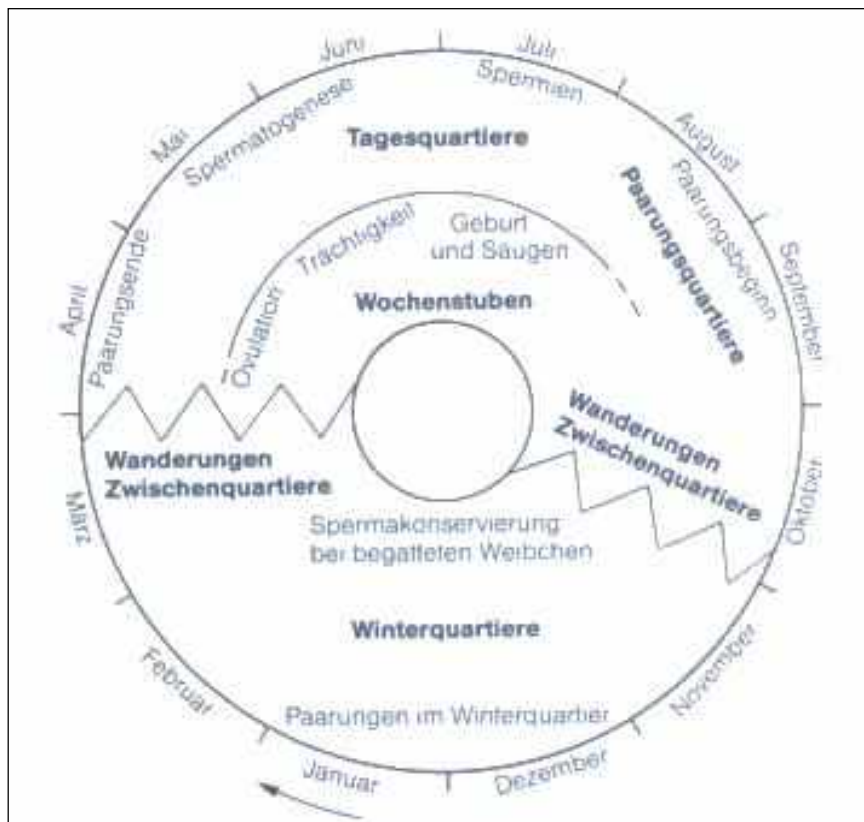 Juni
Juli
Mai
Spermatogenese
Spermien
August
Tagesquartiere
Paarungsbeginn
Paarungsquartiere
September
April
Paarungsende
Ovulation
Trächtigkeit
Geburt
und Säugen
Wochenstuben
Wanderungen
Zwischenquartiere
Wanderungen
Zwischenquartiere
März
Oktober
Spermakonservierung
bei begatteten Weibchen
Winterquartiere
Februar
November
Paarungen im Winterquartier
Januar
Dezember